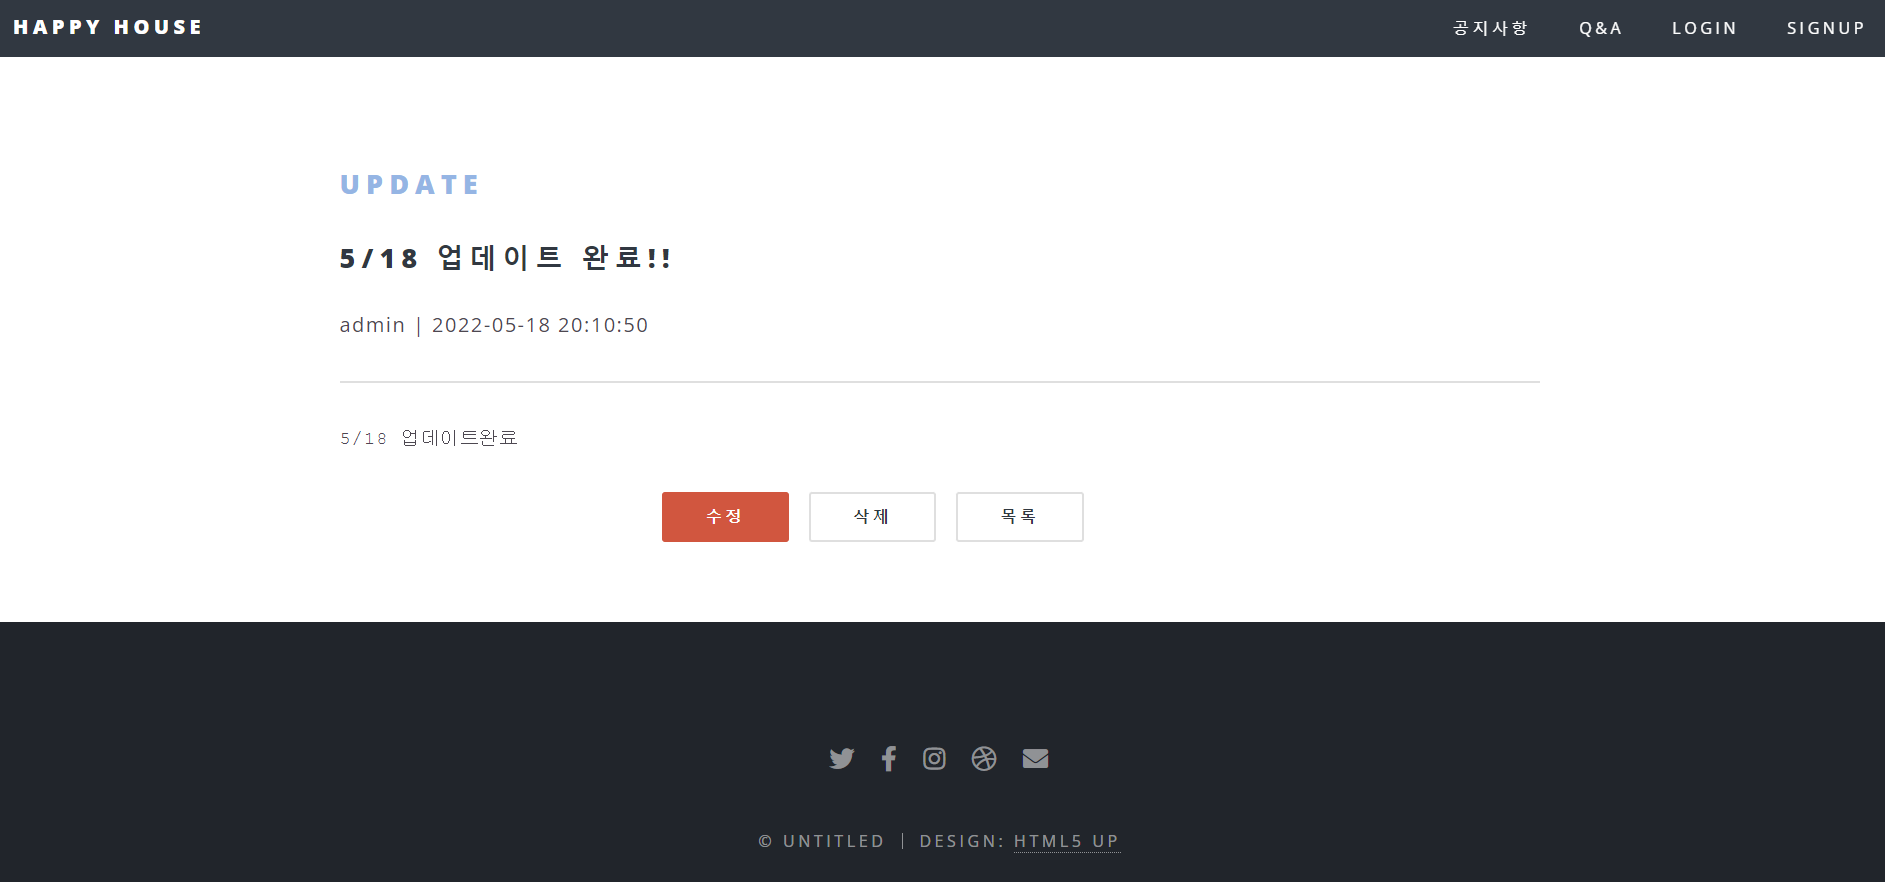 HAPPY HOUSE
공지사항 Q&A LOGIN SIGNUP
UPDATE
5/18 업데이트 완료!!
admin | 2022-05-18 20:10:50
5/18 업데이트완료
수정 삭제 목록
© UNTITLED | DESIGN: HTML5 UP